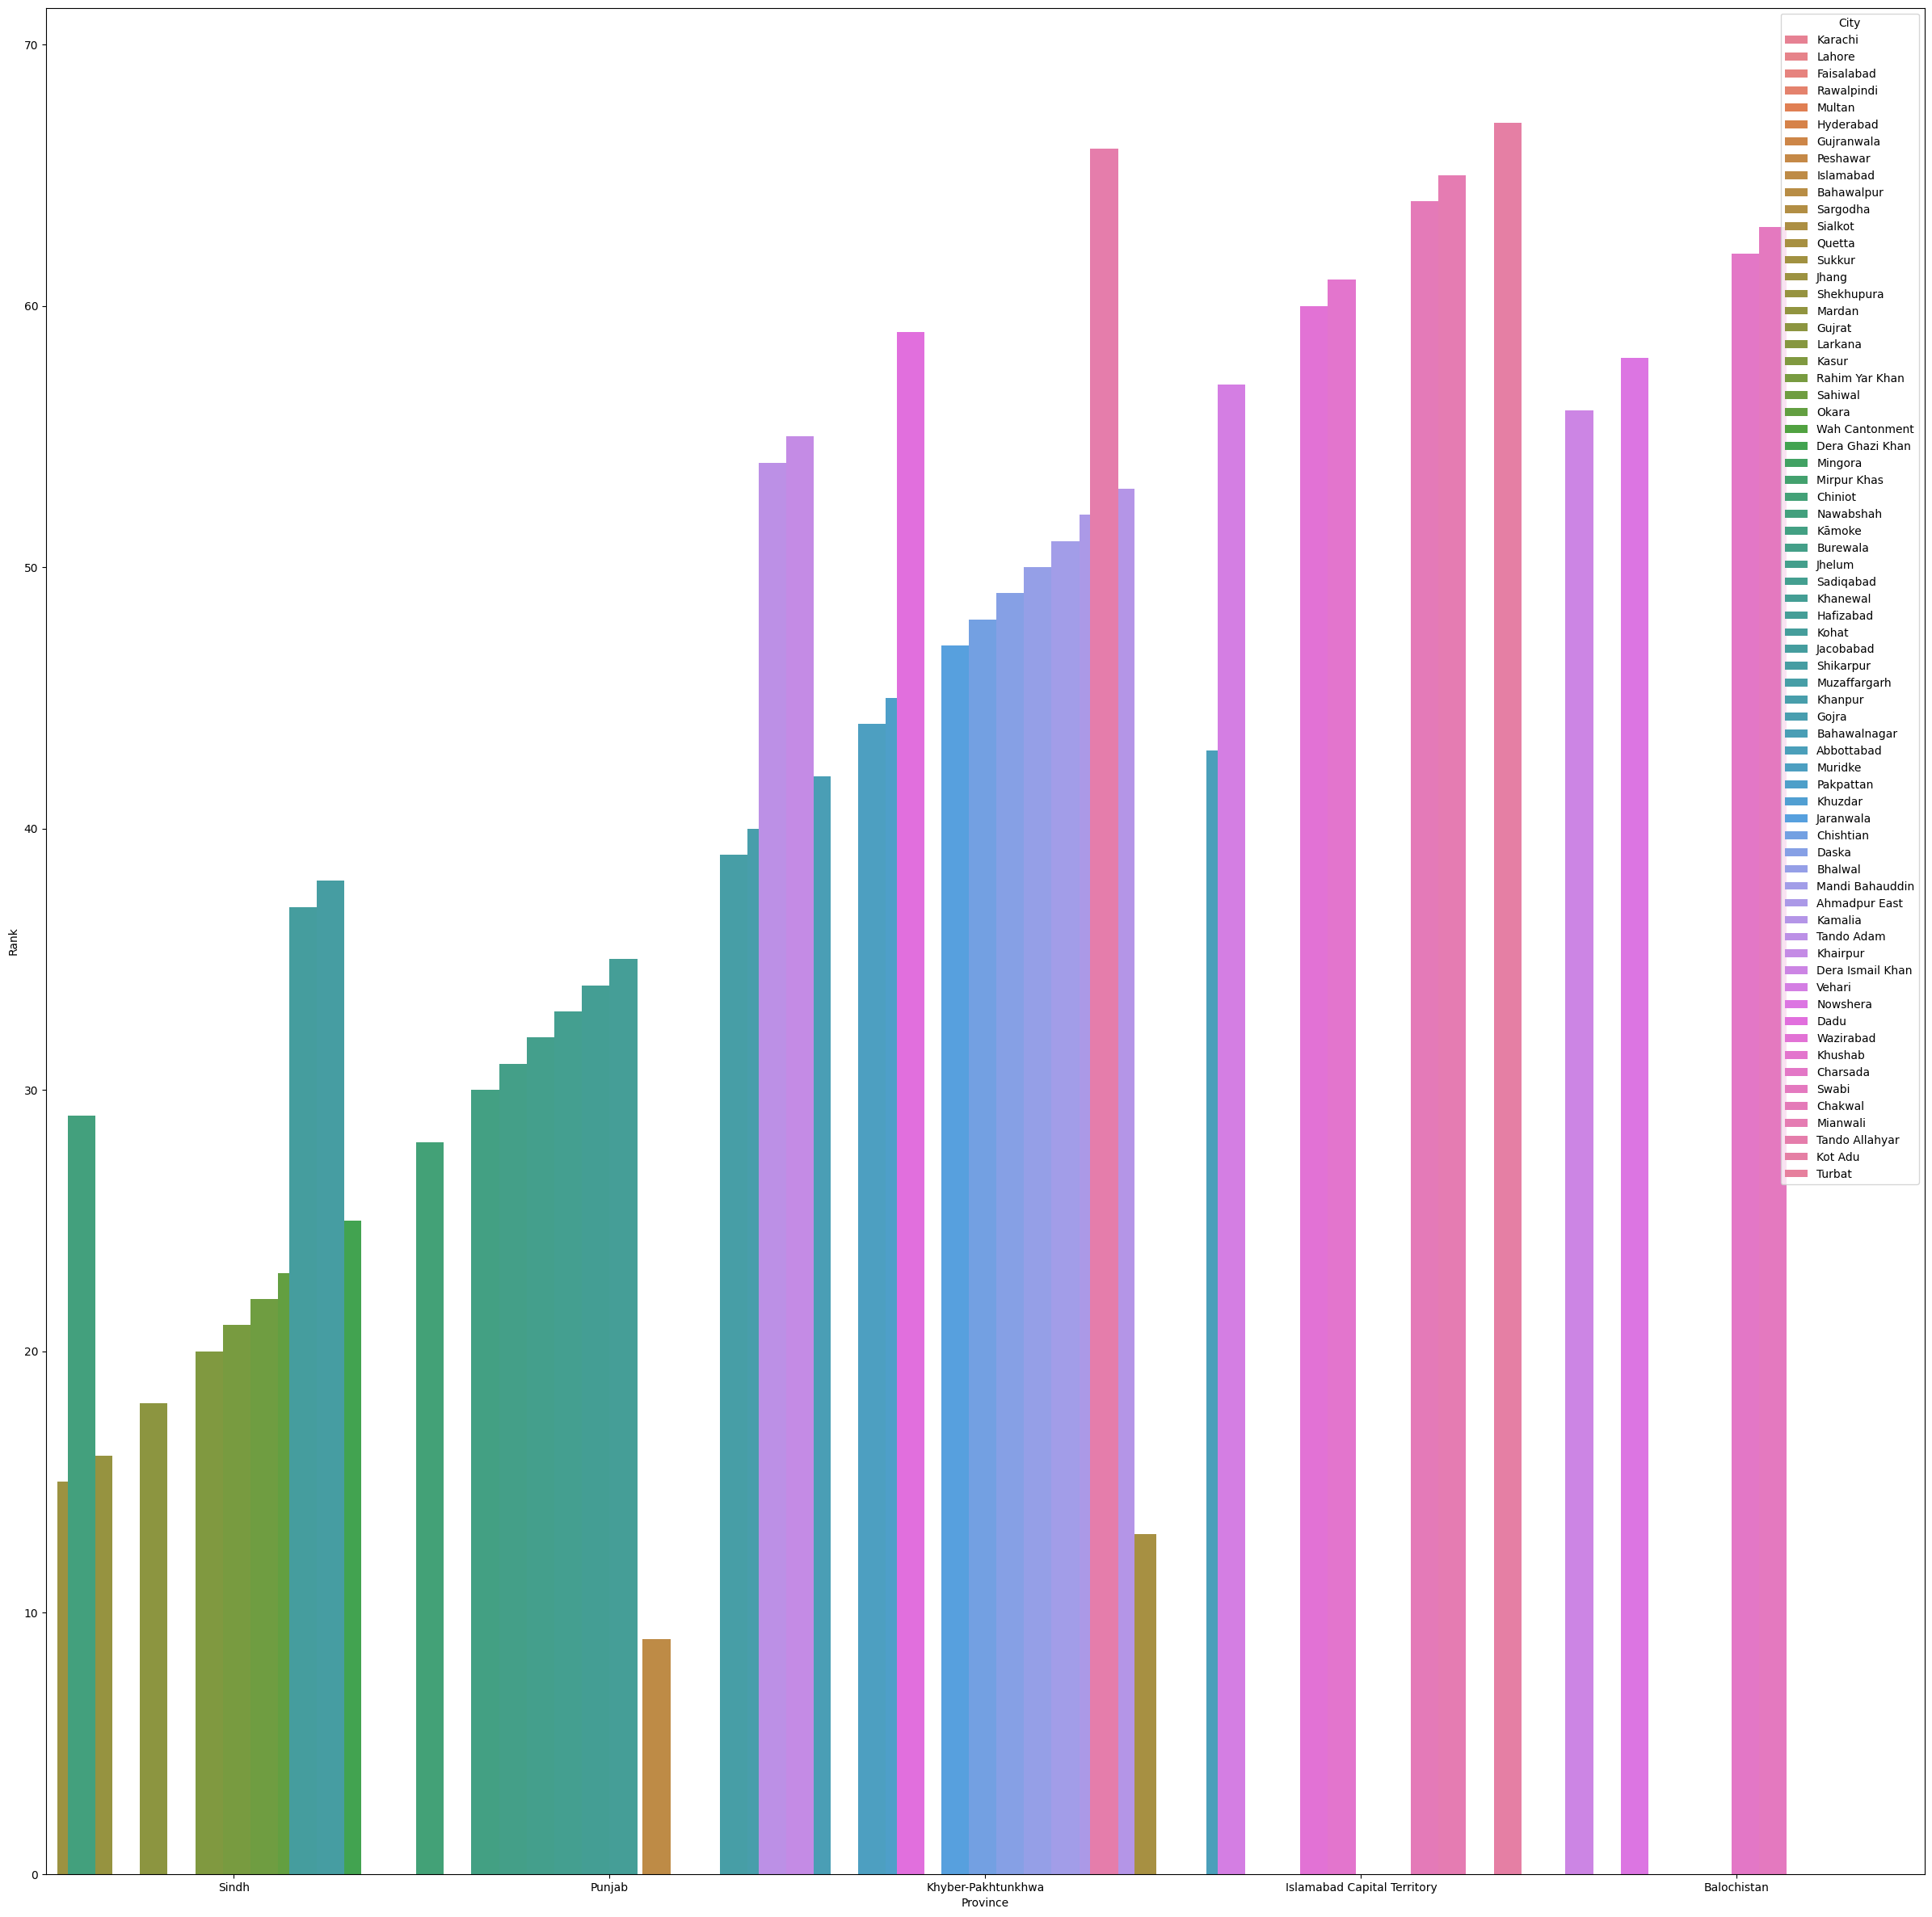 City
Karachi
Lahore
Faisalabad
Rawalpindi
Multan
Hyderabad
Gujranwala
Peshawar
Islamabad
Bahawalpur
Sargodha
Sialkot
Quetta
Sukkur
Jhang
Shekhupura
Mardan
Gujrat
Larkana
Kasur
Rahim Yar Khan
Sahiwal
Okara
Wah Cantonment
Dera Ghazi Khan
Mingora
Mirpur Khas
Chiniot
Nawabshah
Kāmoke
Burewala
Jhelum
Sadiqabad
Khanewal
Hafizabad
Kohat
Jacobabad
Shikarpur
Muzaffargarh
Khanpur
Gojra
Bahawalnagar
Abbottabad
Muridke
Pakpattan
Khuzdar
Jaranwala
Chishtian
Daska
Bhalwal
Mandi Bahauddin
Ahmadpur East
Kamalia
Tando Adam
Khairpur
Dera Ismail Khan
Vehari
Nowshera
Dadu
Wazirabad
Khushab
Charsada
Swabi
Chakwal
Mianwali
Tando Allahyar
Kot Adu
Turbat
70
60
50
40
30
20
10
0
Rank
Sindh Punjab Khyber-Pakhtunkhwa Islamabad Capital Territory Balochistan
Province